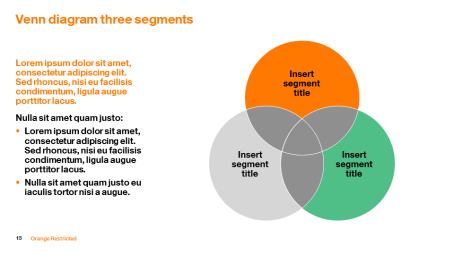 Venn diagram three segments
Lorem ipsum dolor sit amet,
consectetur adipiscing elit.
Sed rhoncus, nisi eu facilisis
condimentum, ligula augue
porttitor lacus.
Nulla sit amet quam justo:
• Lorem ipsum dolor sit amet,
consectetur adipiscing elit.
Sed rhoncus, nisi eu facilisis
condimentum, ligula augue
porttitor lacus.
• Nulla sit amet quam justo eu
iaculis tortor nisi a augue.
Insert
segment
title
Insert
segment
title
Insert
segment
title
13 Orange Restricted